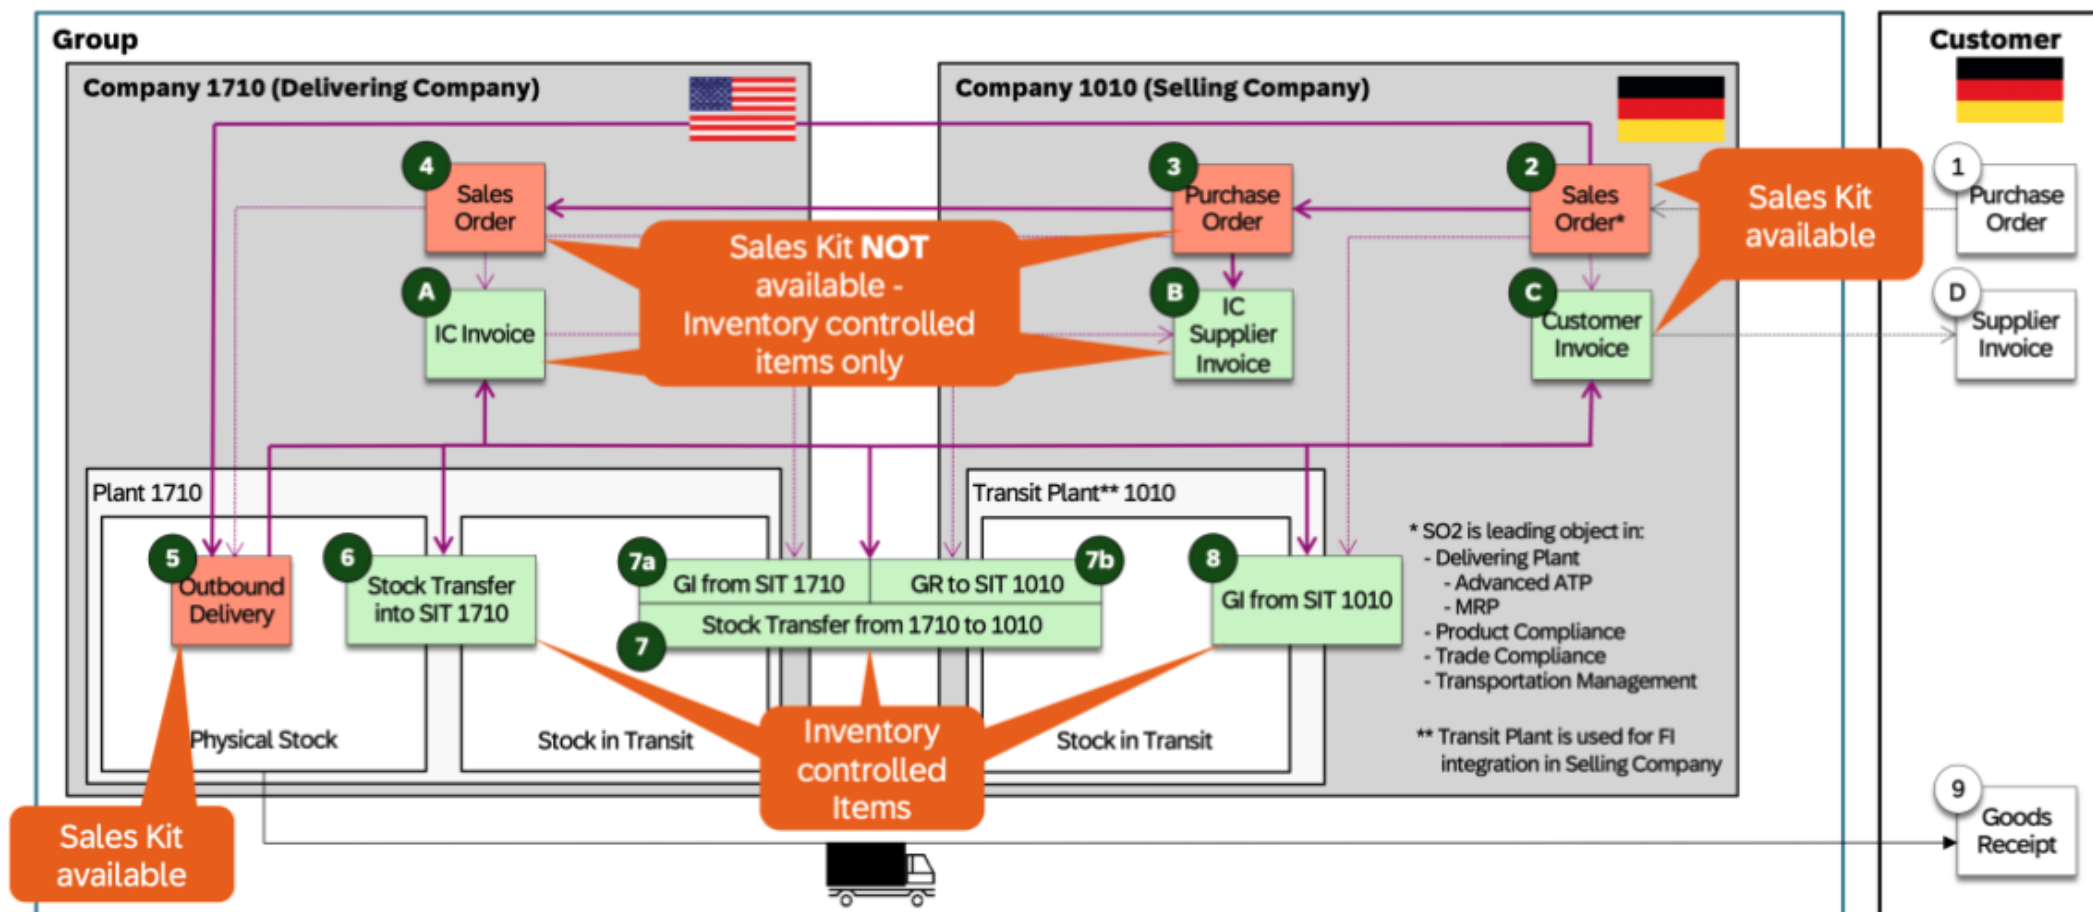 Group
Customer
Company 1710 (Delivering Company)
Company 1010 (Selling Company)
4
Sales
Order
3
Purchase
Order
2
Sales
Order*
Sales Kit
available
1
Purchase
Order
Sales Kit NOT
available -
Inventory controlled
items only
A
IC Invoice
B
IC
Supplier
Invoice
C
Customer
Invoice
D
Supplier
Invoice
Plant 1710
Transit Plant** 1010
5
Outbound
Delivery
6
Stock Transfer
into SIT 1710
7a
GI from SIT 1710
GR to SIT 1010
7b
7
Stock Transfer from 1710 to 1010
8
GI from SIT 1010
* SO2 is leading object in:
- Delivering Plant
- Advanced ATP
- MRP
- Product Compliance
- Trade Compliance
- Transportation Management
** Transit Plant is used for FI
integration in Selling Company
Physical Stock
Stock in Transit
Inventory
controlled
Items
Stock in Transit
Sales Kit
available
9
Goods
Receipt